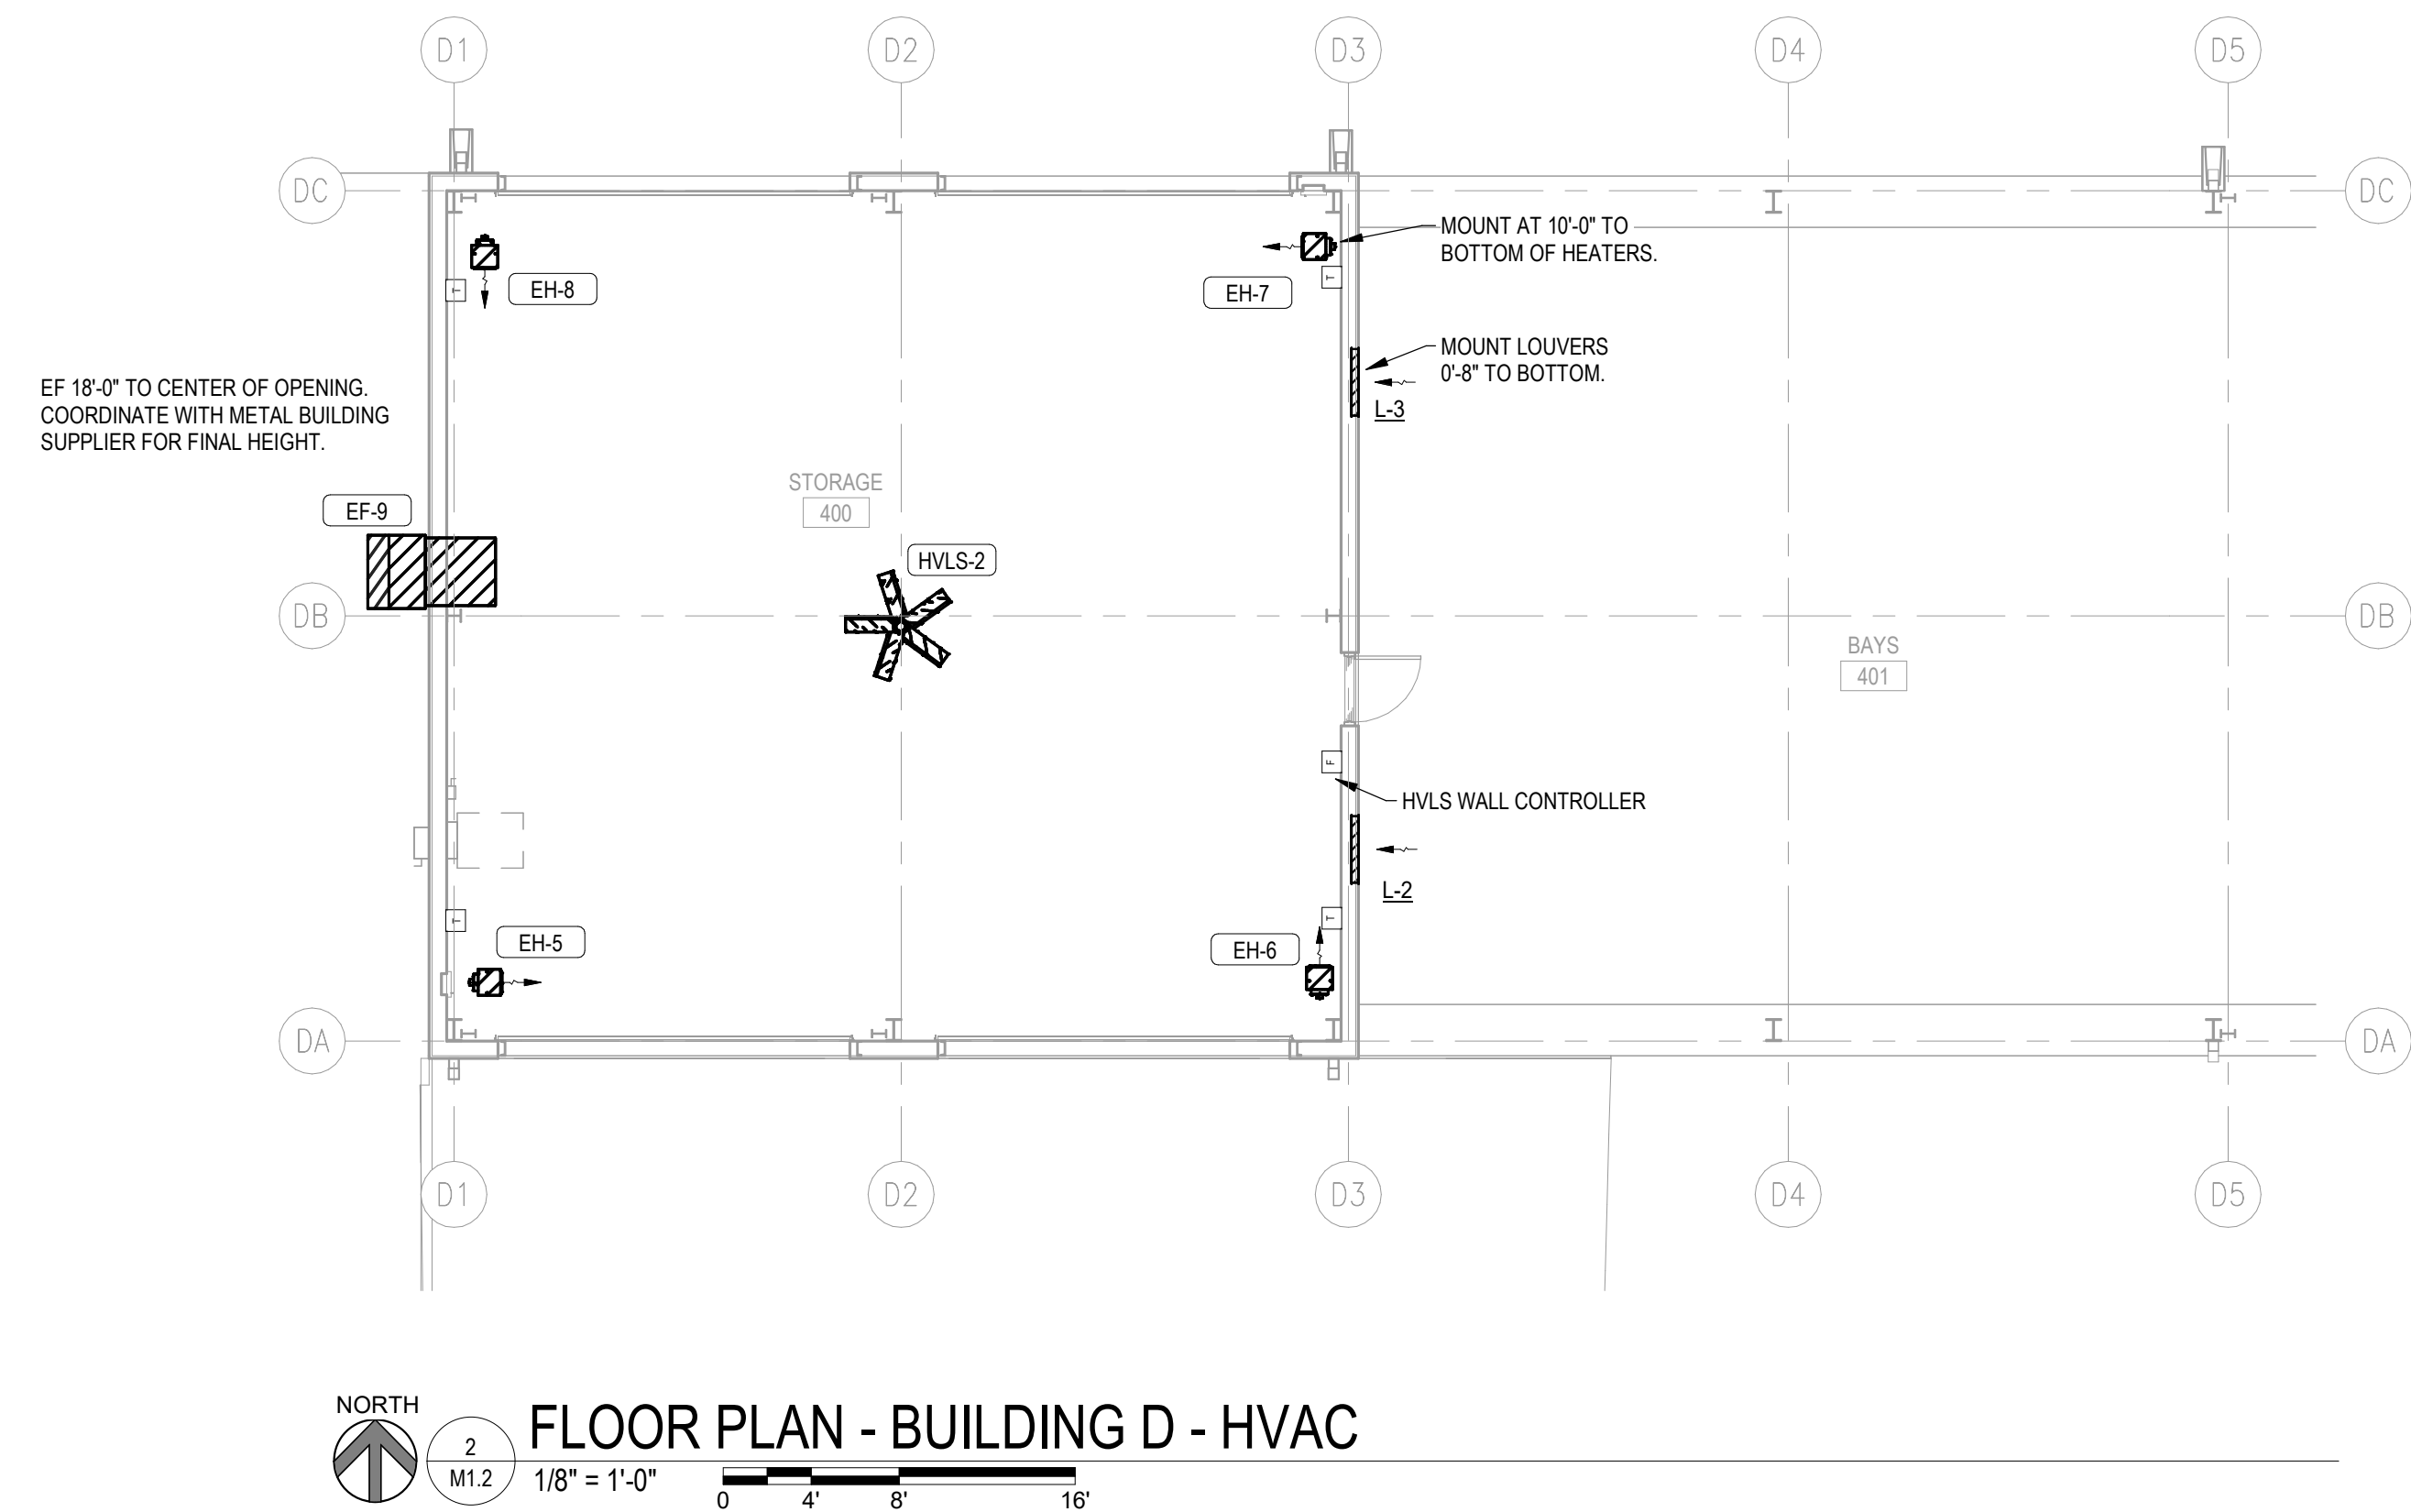 D1
D2
D3
D4
D5
DC
DC
MOUNT AT 10'-0" TO
BOTTOM OF HEATERS.
T
EH-8
EH-7
T
MOUNT LOUVERS
0'-8" TO BOTTOM.
L-3
EF 18'-0" TO CENTER OF OPENING.
COORDINATE WITH METAL BUILDING
SUPPLIER FOR FINAL HEIGHT.
STORAGE
400
EF-9
HVLS-2
DB
DB
BAYS
401
F
HVLS WALL CONTROLLER
L-2
T
T
EH-5
EH-6
DA
DA
D1
D2
D3
D4
D5
NORTH
2
M1.2
FLOOR PLAN - BUILDING D - HVAC
1/8" = 1'-0"
0 4' 8' 16'